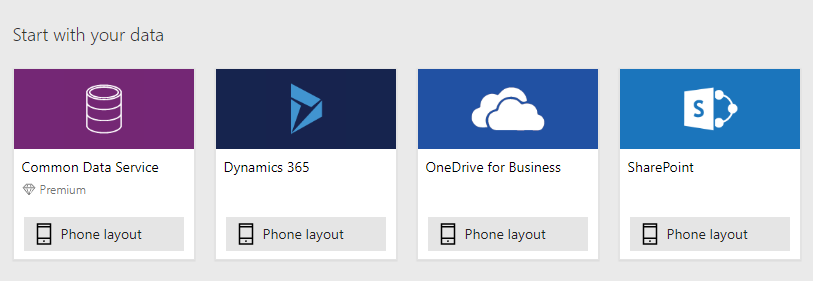 Start with your data
Common Data Service
Premium
Phone layout
Dynamics 365
Phone layout
OneDrive for Business
Phone layout
S
SharePoint
Phone layout